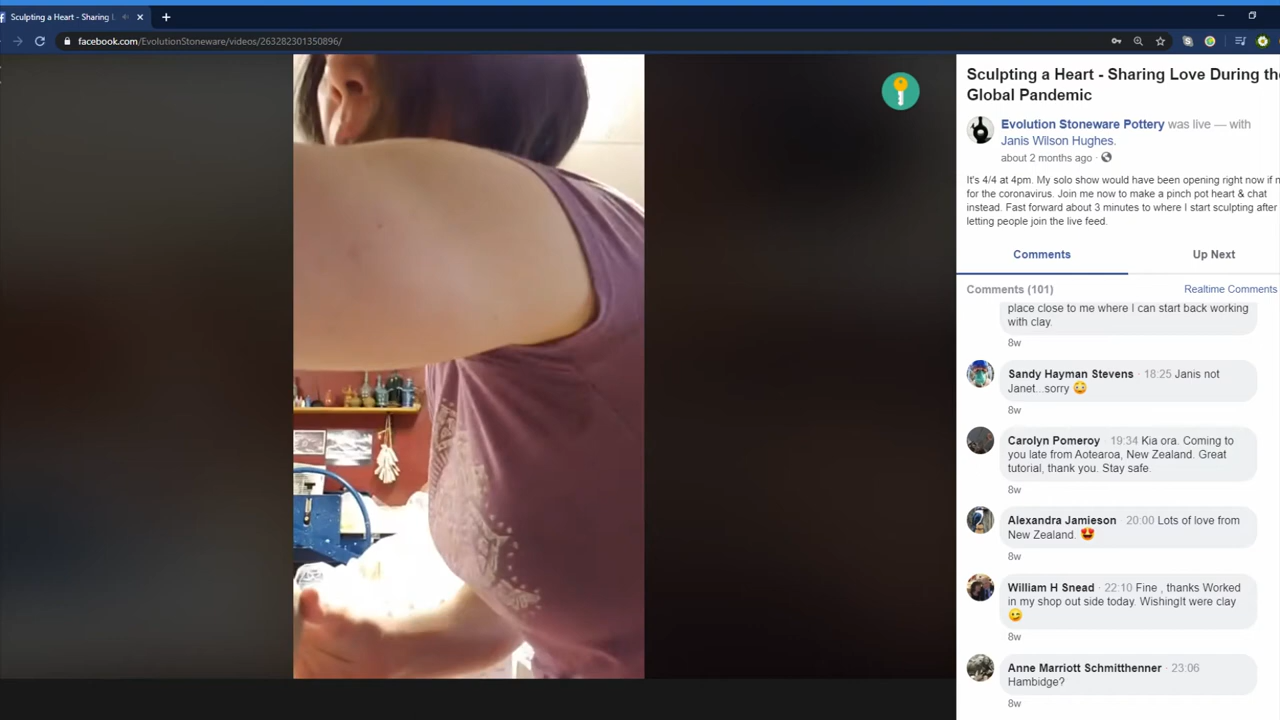 Sculpting a Heart - Sharing L
facebook.com/EvolutionStoneware/videos/263282301350896/
Sculpting a Heart - Sharing Love During th
Global Pandemic
Evolution Stoneware Pottery was live — with
Janis Wilson Hughes.
about 2 months ago ·
It's 4/4 at 4pm. My solo show would have been opening right now if n
for the coronavirus. Join me now to make a pinch pot heart & chat
instead. Fast forward about 3 minutes to where I start sculpting after
letting people join the live feed.
Comments Up Next
Comments (101) Realtime Comments
place close to me where I can start back working
with clay.
8w
Sandy Hayman Stevens · 18:25 Janis not
Janet...sorry 😳
8w
Carolyn Pomeroy · 19:34 Kia ora. Coming to
you late from Aotearoa, New Zealand. Great
tutorial, thank you. Stay safe.
8w
Alexandra Jamieson · 20:00 Lots of love from
New Zealand. 😍
8w
William H Snead · 22:10 Fine , thanks Worked
in my shop out side today. WishingIt were clay
🤣
8w
Anne Marriott Schmitthenner · 23:06
Hambidge?
8w